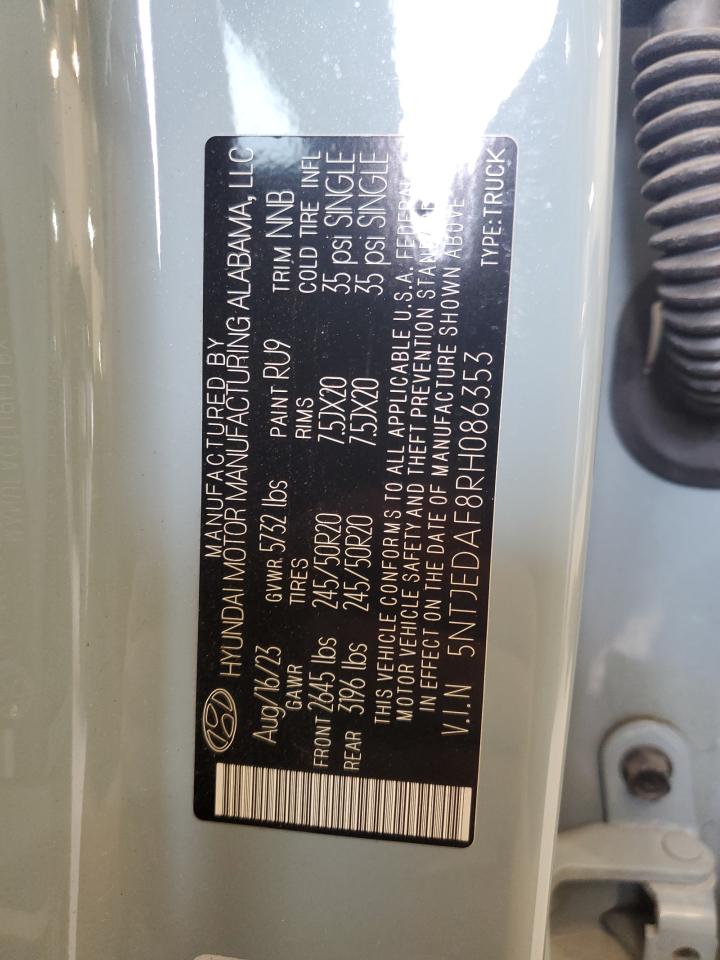 MANUFACTURED BY
HYUNDAI MOTOR MANUFACTURING ALABAMA, LLC
Aug/16/23 GVWR 5732 lbs PAINT RU9 TRIM NNB
GAWR TIRES RIMS COLD TIRE INFL
FRONT 2645 lbs 245/50R20 7.5JX20 35 psi SINGLE
REAR 3196 lbs 245/50R20 7.5JX20 35 psi SINGLE
THIS VEHICLE CONFORMS TO ALL APPLICABLE U.S.A. FEDERAL
MOTOR VEHICLE SAFETY AND THEFT PREVENTION STANDARDS
IN EFFECT ON THE DATE OF MANUFACTURE SHOWN ABOVE
V.I.N 5NTJEDAF8RH086353 TYPE:TRUCK